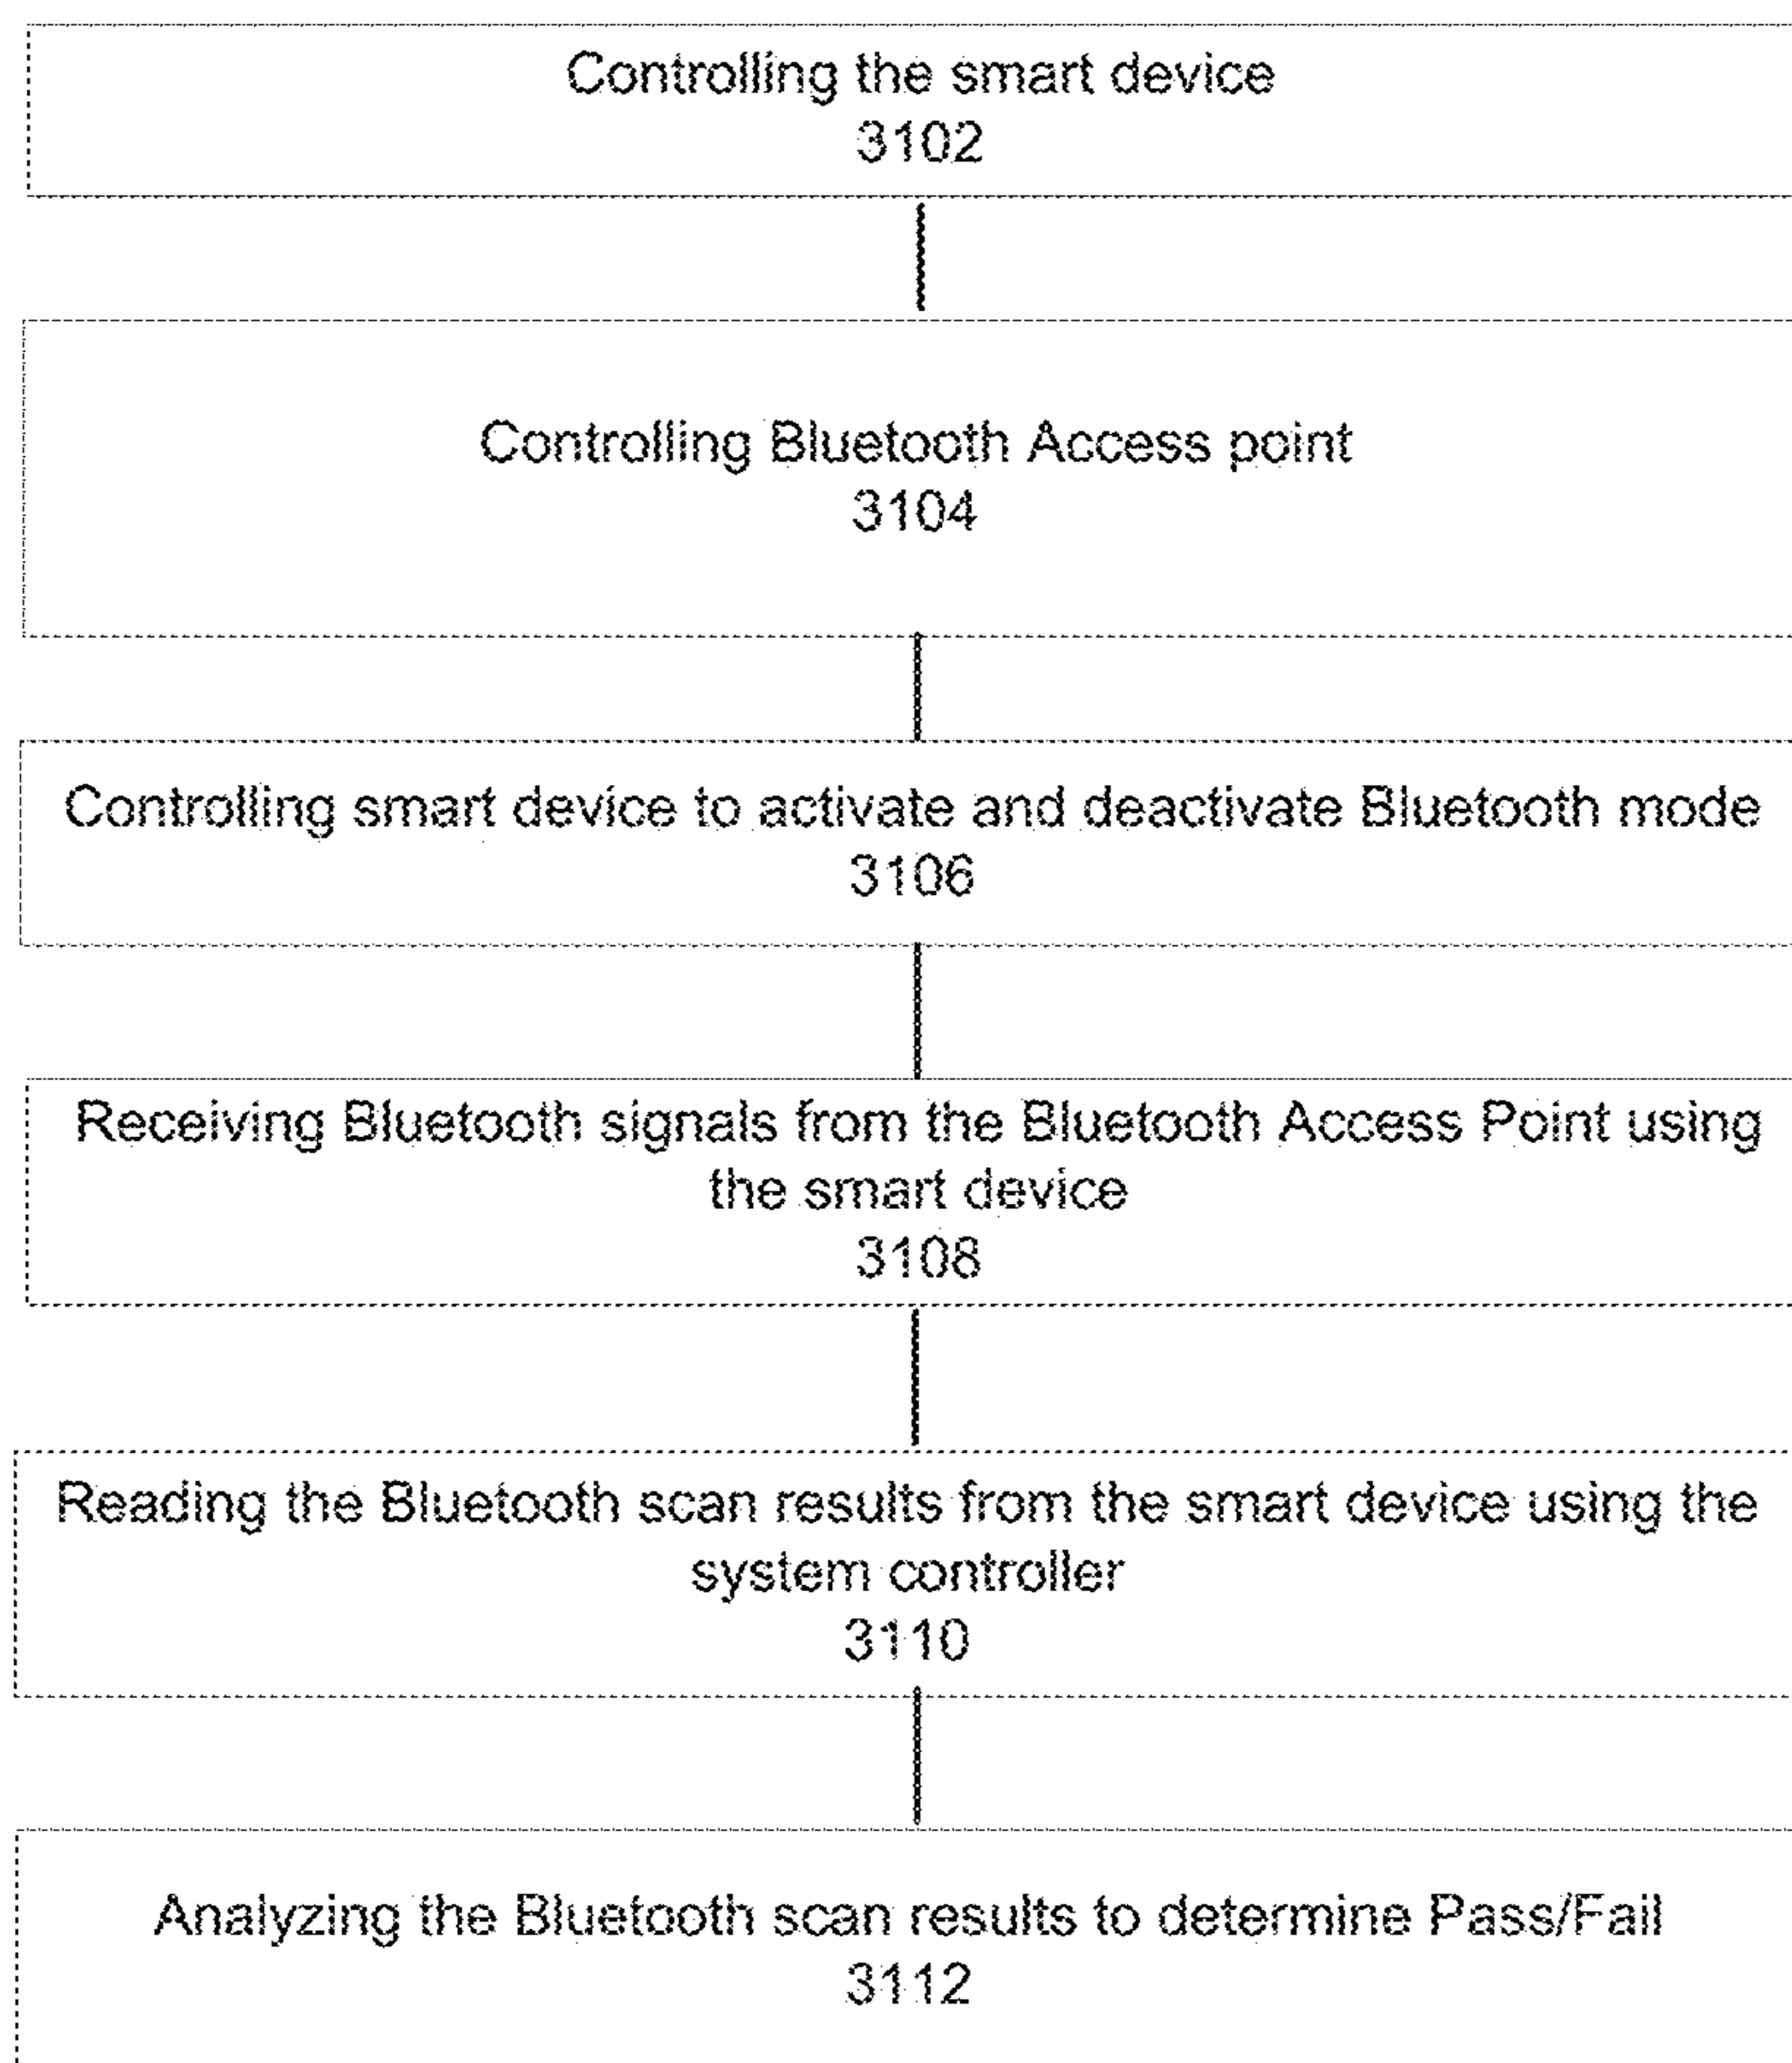 Controlling the smart device
3102
Controlling Bluetooth Access point
3104
Controlling smart device to activate and deactivate Bluetooth mode
3106
Receiving Bluetooth signals from the Bluetooth Access Point using
the smart device
3108
Reading the Bluetooth scan results from the smart device using the
system controller
3110
Analyzing the Bluetooth scan results to determine Pass/Fail
3112